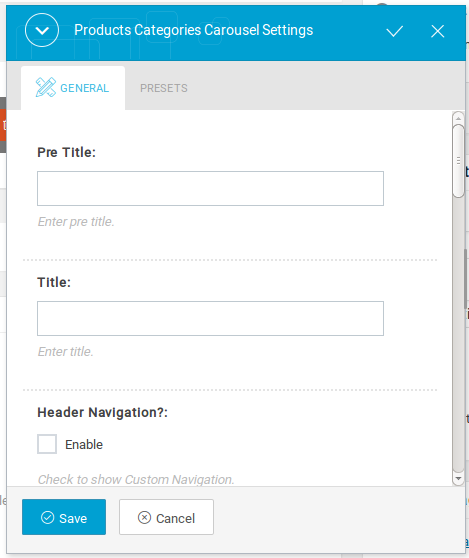 Products Categories Carousel Settings
GENERAL
PRESETS
Pre Title:
Enter pre title.
Title:
Enter title.
Header Navigation?:
Enable
Check to show Custom Navigation.
Save
Cancel